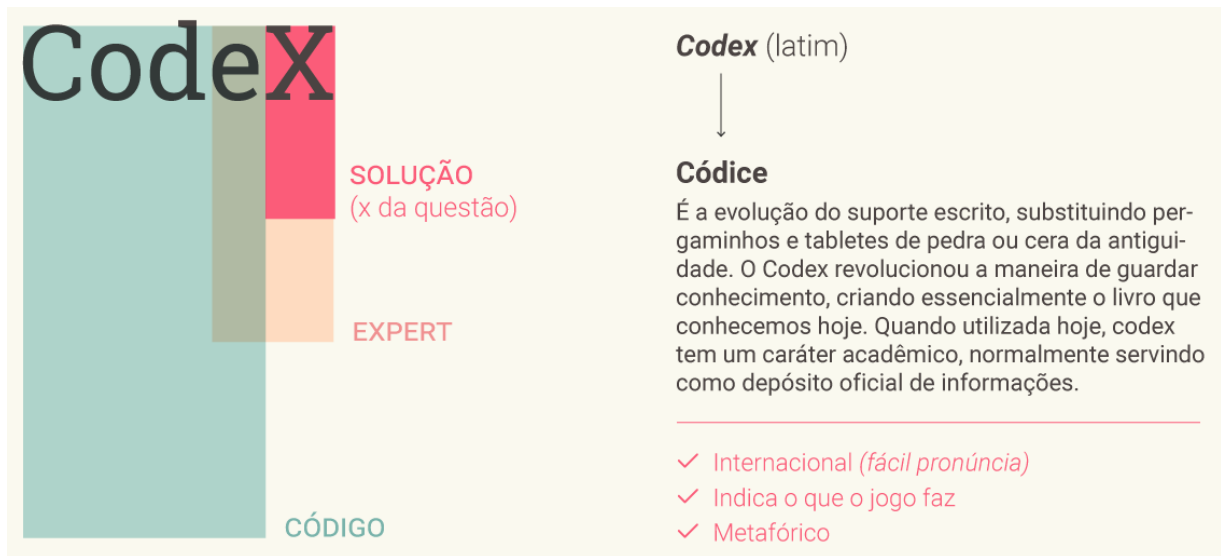 CodeX
SOLUÇÃO
(x da questão)
EXPERT
CÓDIGO
Codex (latim)
Códice
É a evolução do suporte escrito, substituindo per-
gaminhos e tabletes de pedra ou cera da antigui-
dade. O Codex revolucionou a maneira de guardar
conhecimento, criando essencialmente o livro que
conhecemos hoje. Quando utilizada hoje, codex
tem um caráter acadêmico, normalmente servindo
como depósito oficial de informações.
Internacional (fácil pronúncia)
Indica o que o jogo faz
Metafórico